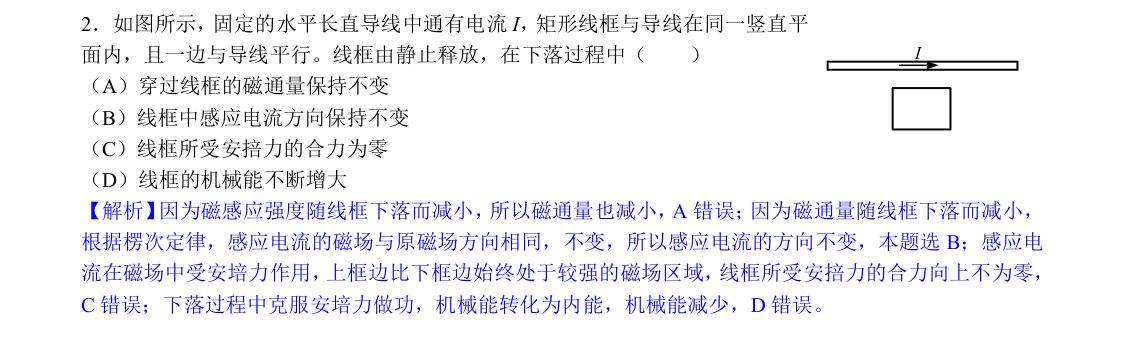 2．如图所示，固定的水平长直导线中通有电流 I，矩形线框与导线在同一竖直平
面内，且一边与导线平行。线框由静止释放，在下落过程中（　　）
I
（A）穿过线框的磁通量保持不变
（B）线框中感应电流方向保持不变
（C）线框所受安掊力的合力为零
（D）线框的机械能不断增大
【解析】因为磁感应强度随线框下落而减小，所以磁通量也减小，A 错误；因为磁通量随线框下落而减小，
根据楞次定律，感应电流的磁场与原磁场方向相同，不变，所以感应电流的方向不变，本题选 B；感应电
流在磁场中受安培力作用，上框边比下框边始终处于较强的磁场区域，线框所受安掊力的合力向上不为零，
C 错误；下落过程中克服安培力做功，机械能转化为内能，机械能减少，D 错误。